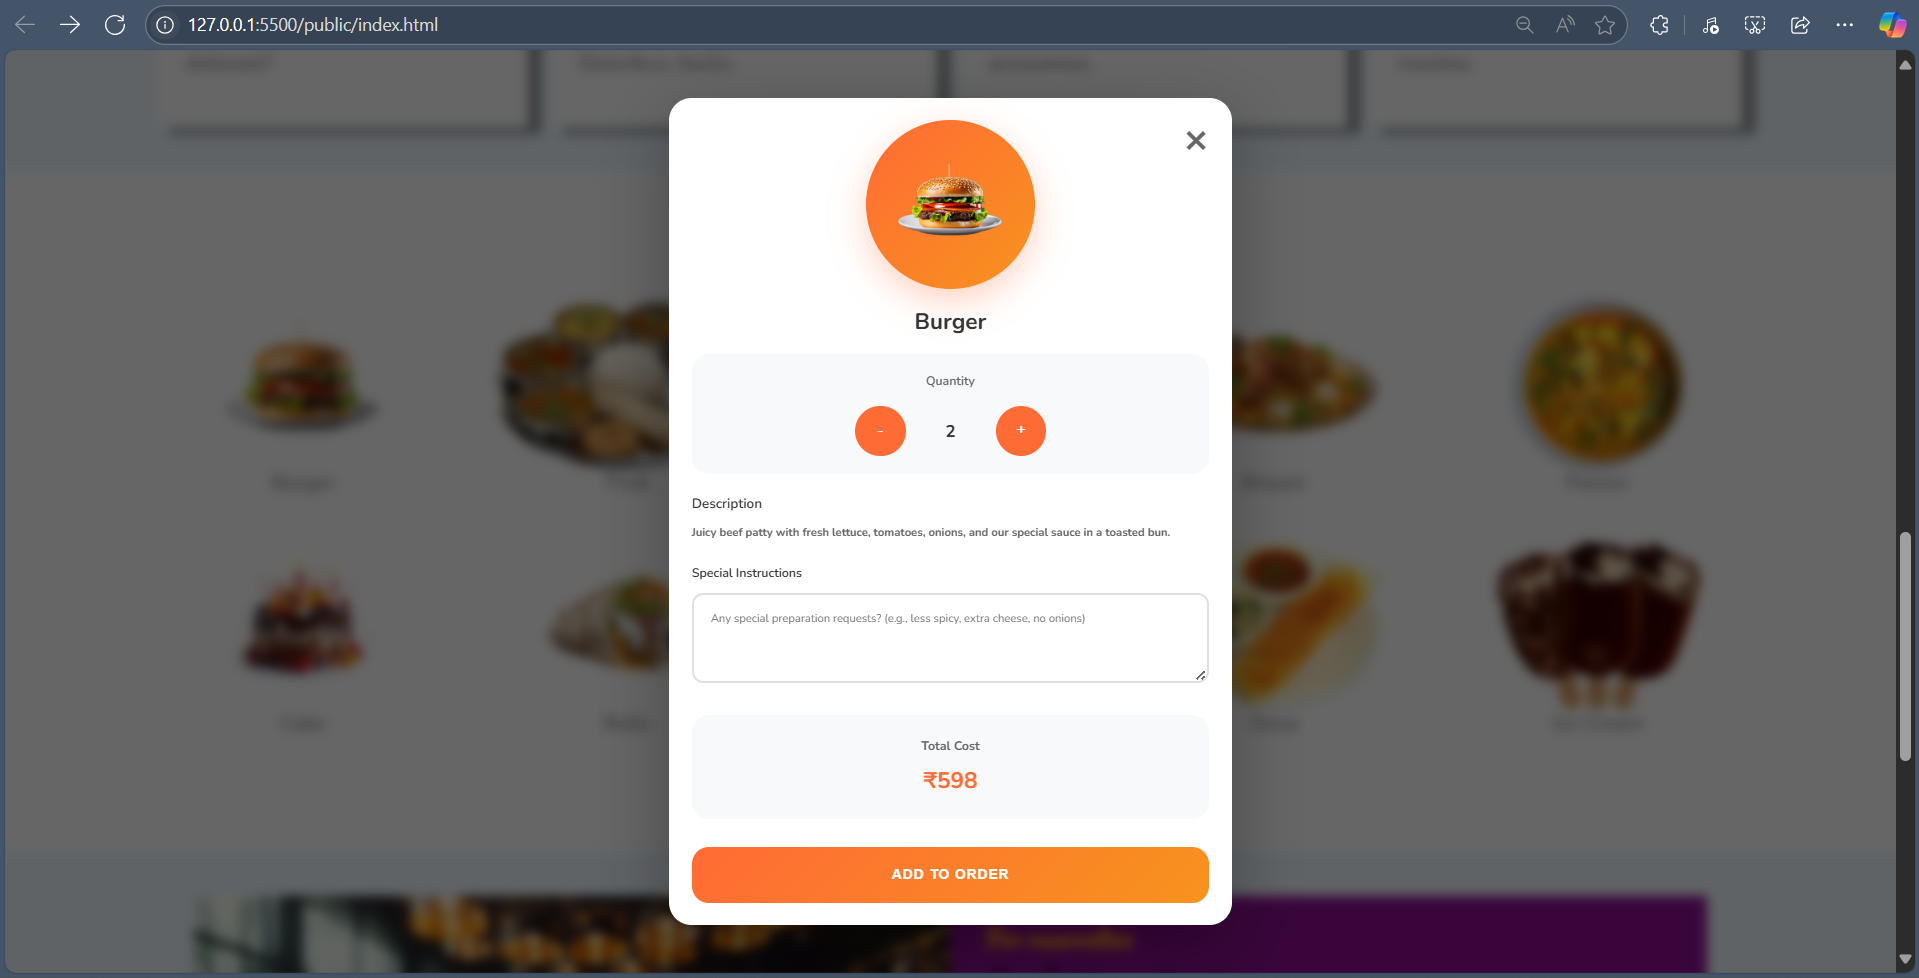 127.0.0.1:5500/public/index.html
Burger
Quantity
- 2 +
Description
Juicy beef patty with fresh lettuce, tomatoes, onions, and our special sauce in a toasted bun.
Special Instructions
Any special preparation requests? (e.g., less spicy, extra cheese, no onions)
Total Cost
₹598
ADD TO ORDER
Burger
Cake